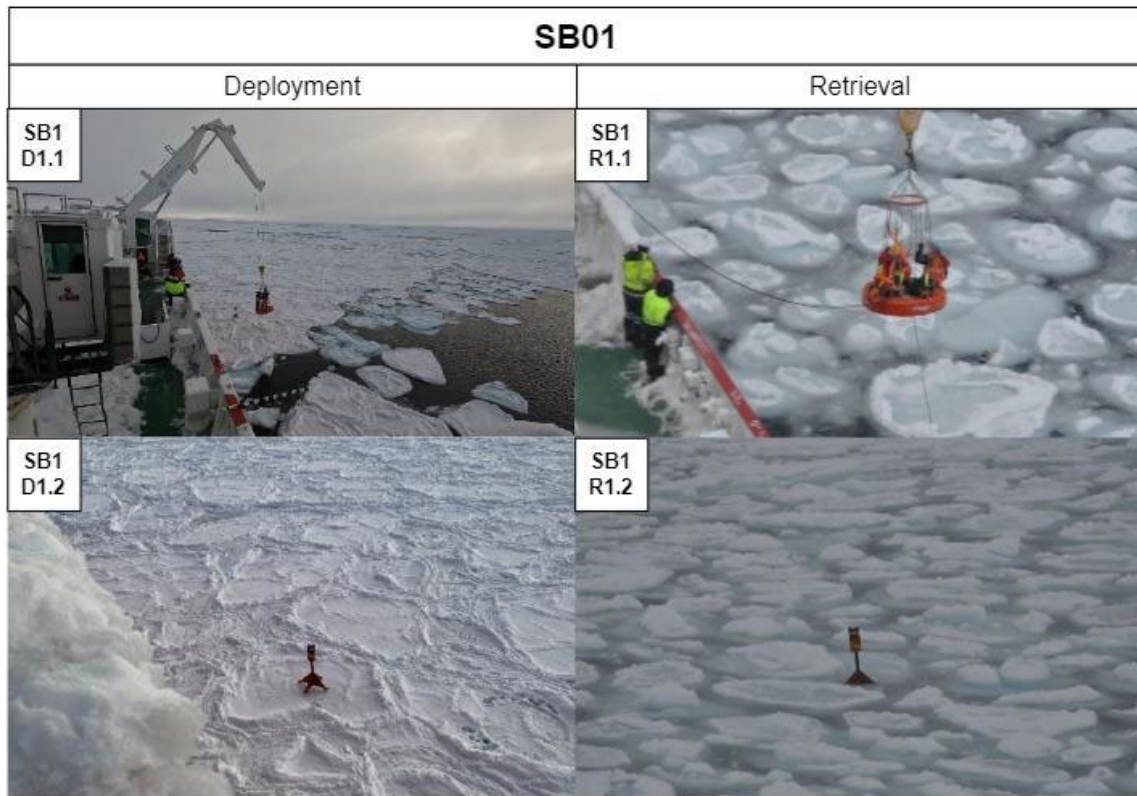 SB01
Deployment
Retrieval
SB1
D1.1
SB1
R1.1
SB1
D1.2
SB1
R1.2